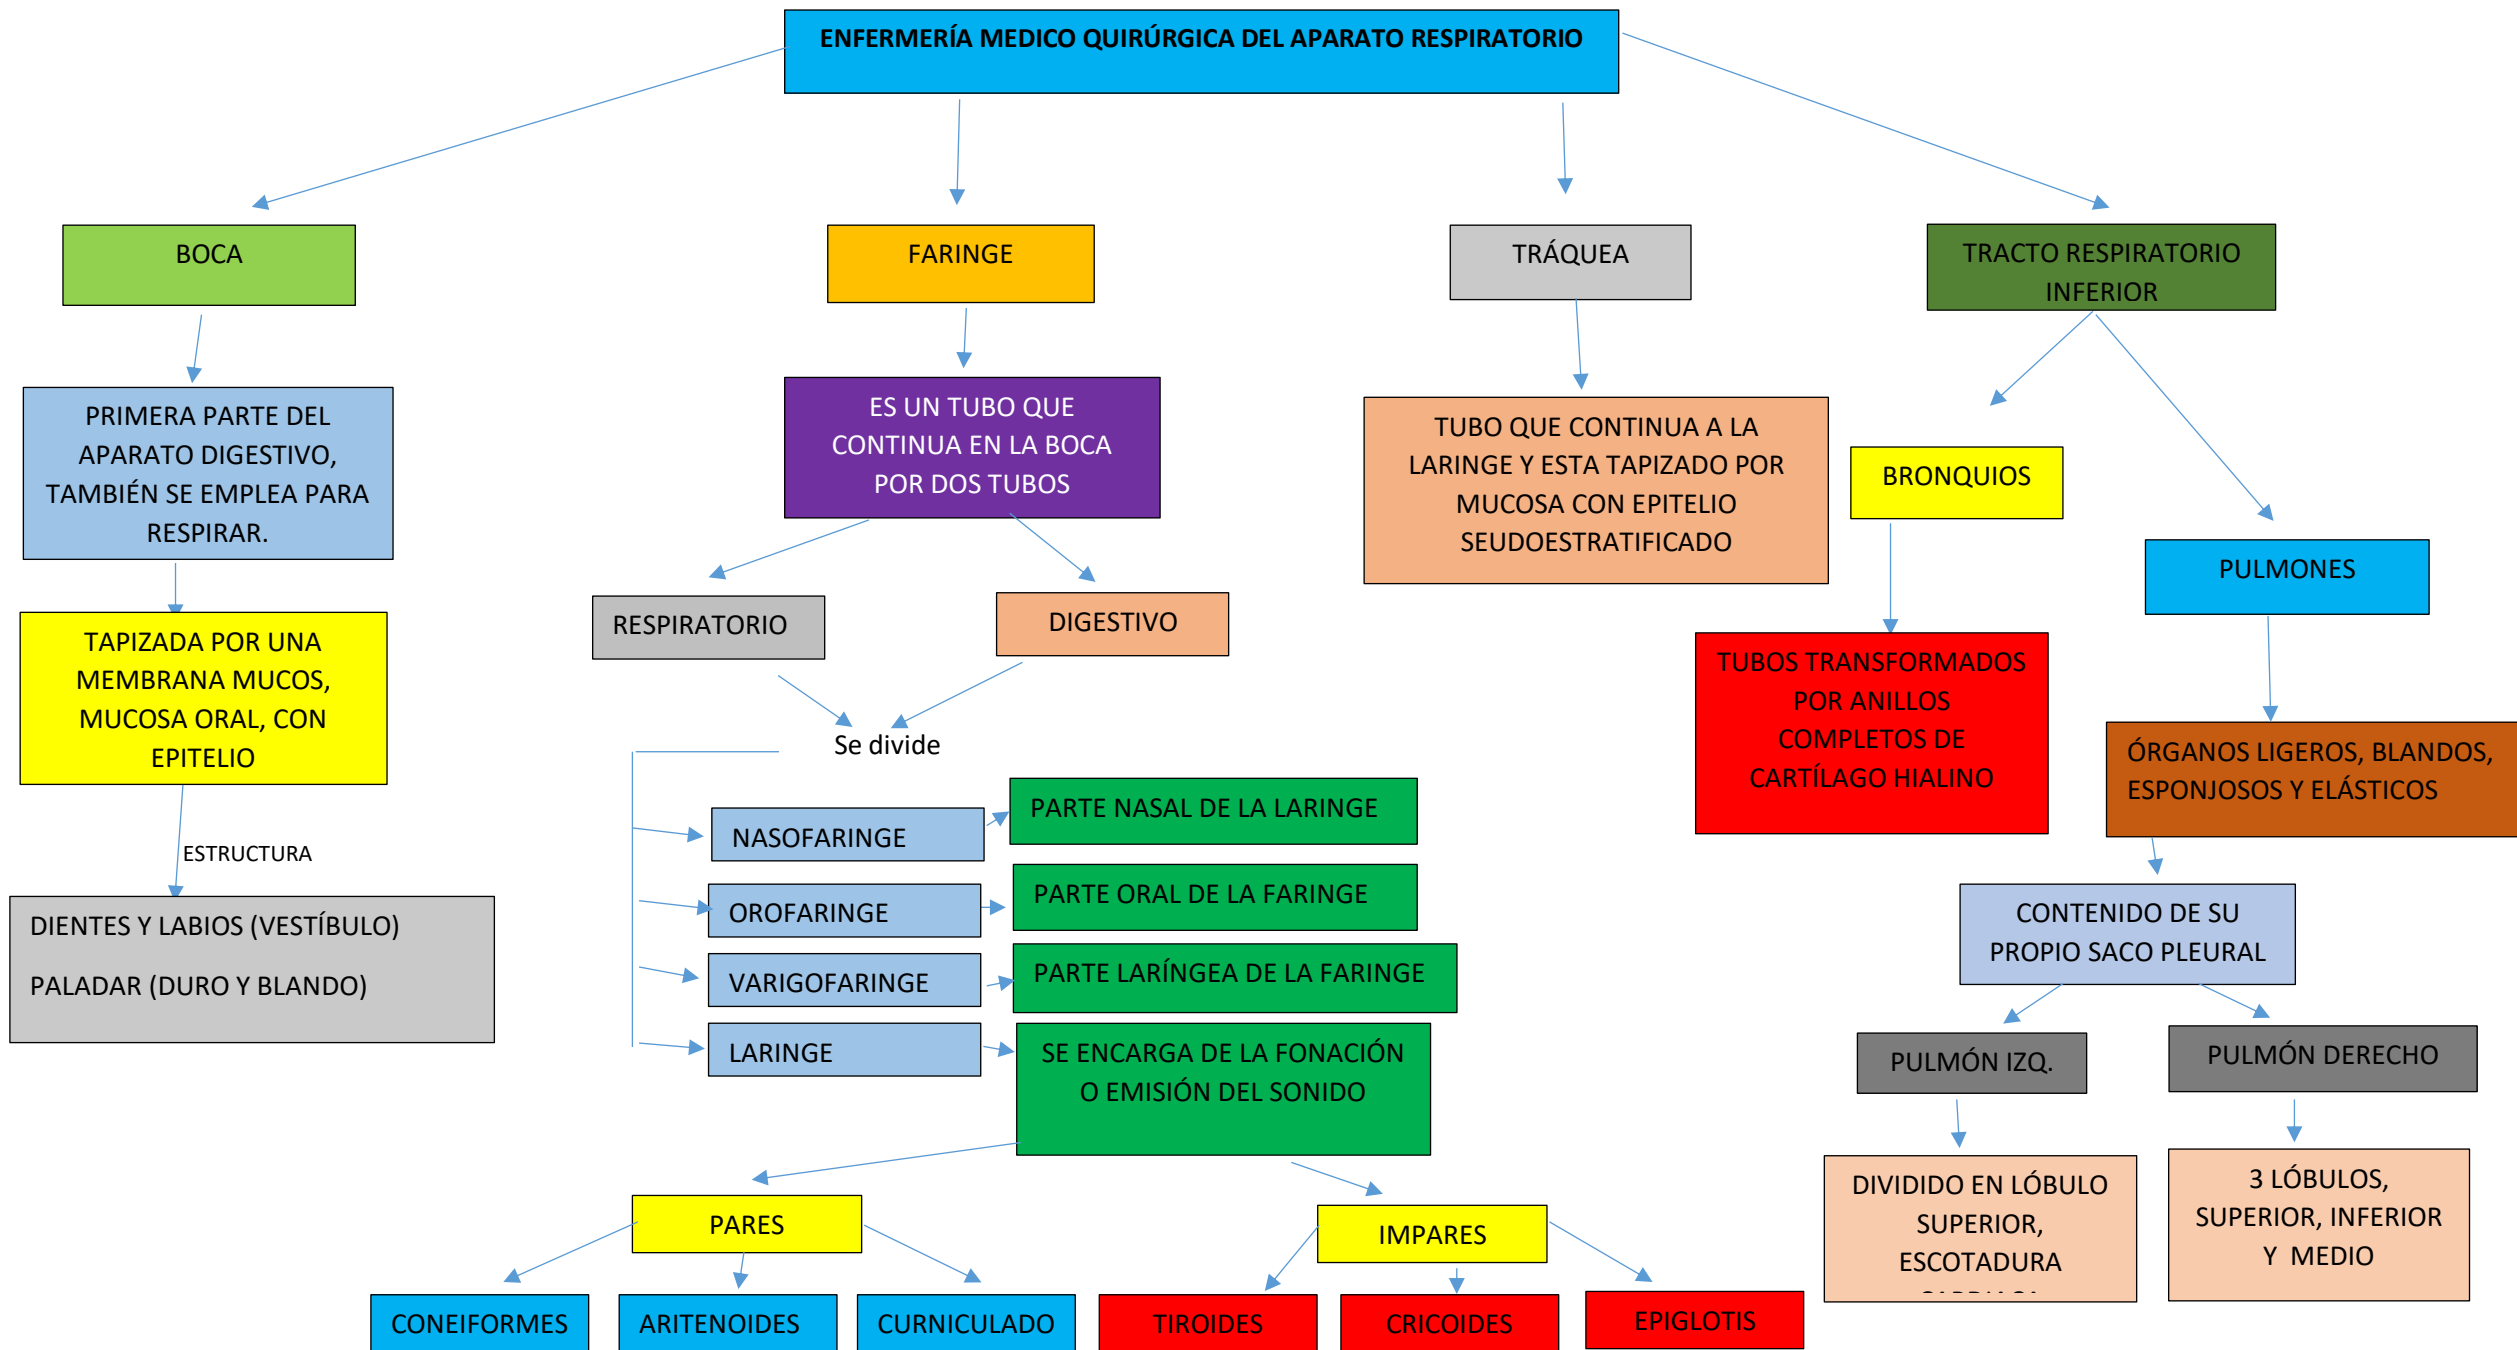 ENFERMERÍA MEDICO QUIRÚRGICA DEL APARATO RESPIRATORIO
BOCA
FARINGE
TRÁQUEA
TRACTO RESPIRATORIO
INFERIOR
PRIMERA PARTE DEL
APARATO DIGESTIVO,
TAMBIÉN SE EMPLEA PARA
RESPIRAR.
TAPIZADA POR UNA
MEMBRANA MUCOS,
MUCOSA ORAL, CON
EPITELIO
ESTRUCTURA
DIENTES Y LABIOS (VESTÍBULO)
PALADAR (DURO Y BLANDO)
ES UN TUBO QUE
CONTINUA EN LA BOCA
POR DOS TUBOS
RESPIRATORIO
DIGESTIVO
Se divide
NASOFARINGE
PARTE NASAL DE LA LARINGE
OROFARINGE
PARTE ORAL DE LA FARINGE
VARIGOFARINGE
PARTE LARÍNGEA DE LA FARINGE
LARINGE
SE ENCARGA DE LA FONACIÓN
O EMISIÓN DEL SONIDO
PARES
IMPARES
CONEIFORMES
ARITENOIDES
CURNICULADO
TIROIDES
CRICOIDES
EPIGLOTIS
TUBO QUE CONTINUA A LA
LARINGE Y ESTA TAPIZADO POR
MUCOSA CON EPITELIO
SEUDOESTRATIFICADO
BRONQUIOS
PULMONES
TUBOS TRANSFORMADOS
POR ANILLOS
COMPLETOS DE
CARTÍLAGO HIALINO
ÓRGANOS LIGEROS, BLANDOS,
ESPONJOSOS Y ELÁSTICOS
CONTENIDO DE SU
PROPIO SACO PLEURAL
PULMÓN IZQ.
PULMÓN DERECHO
DIVIDIDO EN LÓBULO
SUPERIOR,
ESCOTADURA
3 LÓBULOS,
SUPERIOR, INFERIOR
Y MEDIO